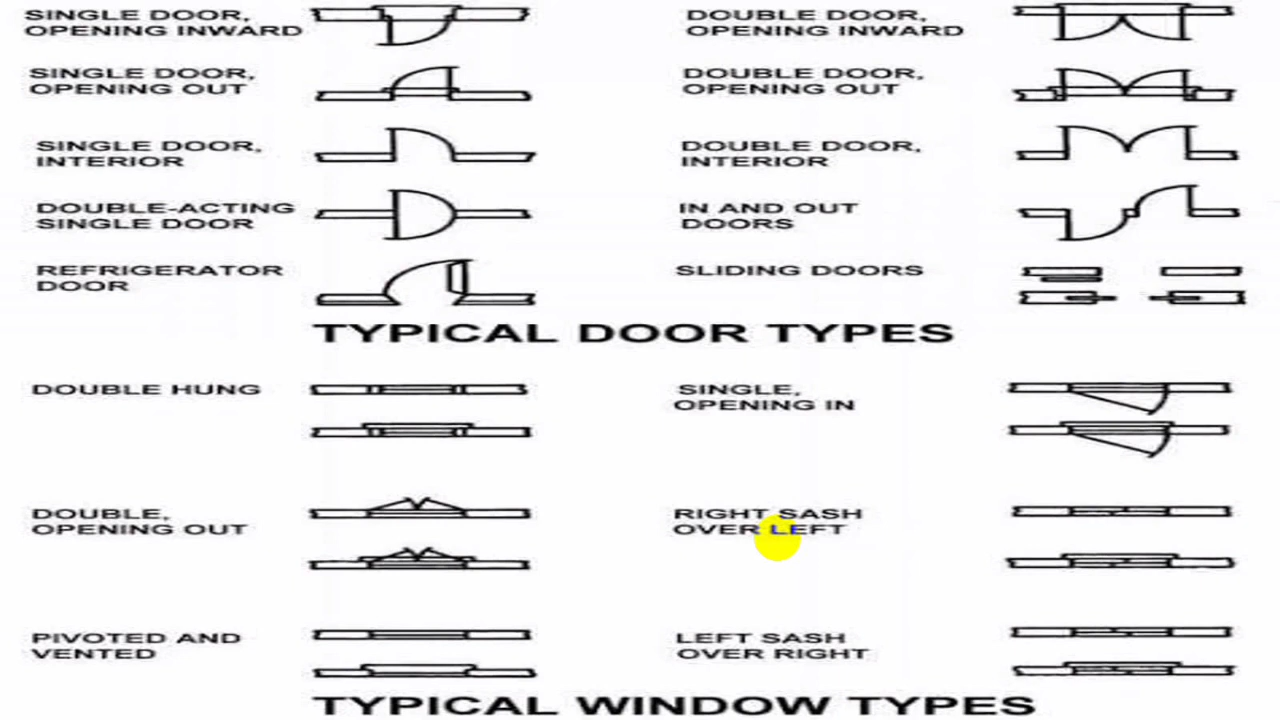 SINGLE DOOR,
OPENING INWARD
DOUBLE DOOR,
OPENING INWARD
SINGLE DOOR,
OPENING OUT
DOUBLE DOOR,
OPENING OUT
SINGLE DOOR,
INTERIOR
DOUBLE DOOR,
INTERIOR
DOUBLE-ACTING
SINGLE DOOR
IN AND OUT
DOORS
REFRIGERATOR
DOOR
SLIDING DOORS
TYPICAL DOOR TYPES
DOUBLE HUNG
SINGLE,
OPENING IN
DOUBLE,
OPENING OUT
RIGHT SASH
OVER LEFT
PIVOTED AND
VENTED
LEFT SASH
OVER RIGHT
TYPICAL WINDOW TYPES